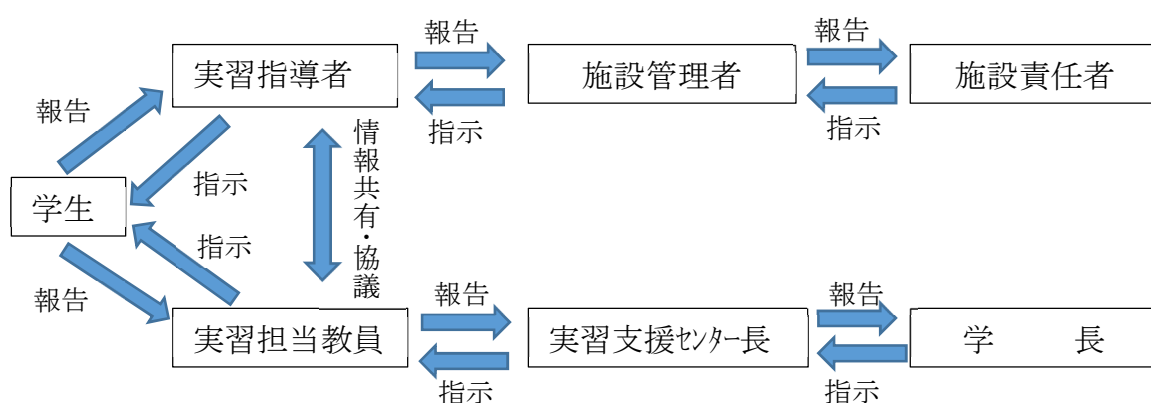 報告
報告
実習指導者
施設管理者
施設責任者
報告
指示
指示
情報共有・協議
指示
学生
指示
報告
報告
報告
実習担当教員
実習支援ｾﾝﾀｰ長
学　　長
指示
指示